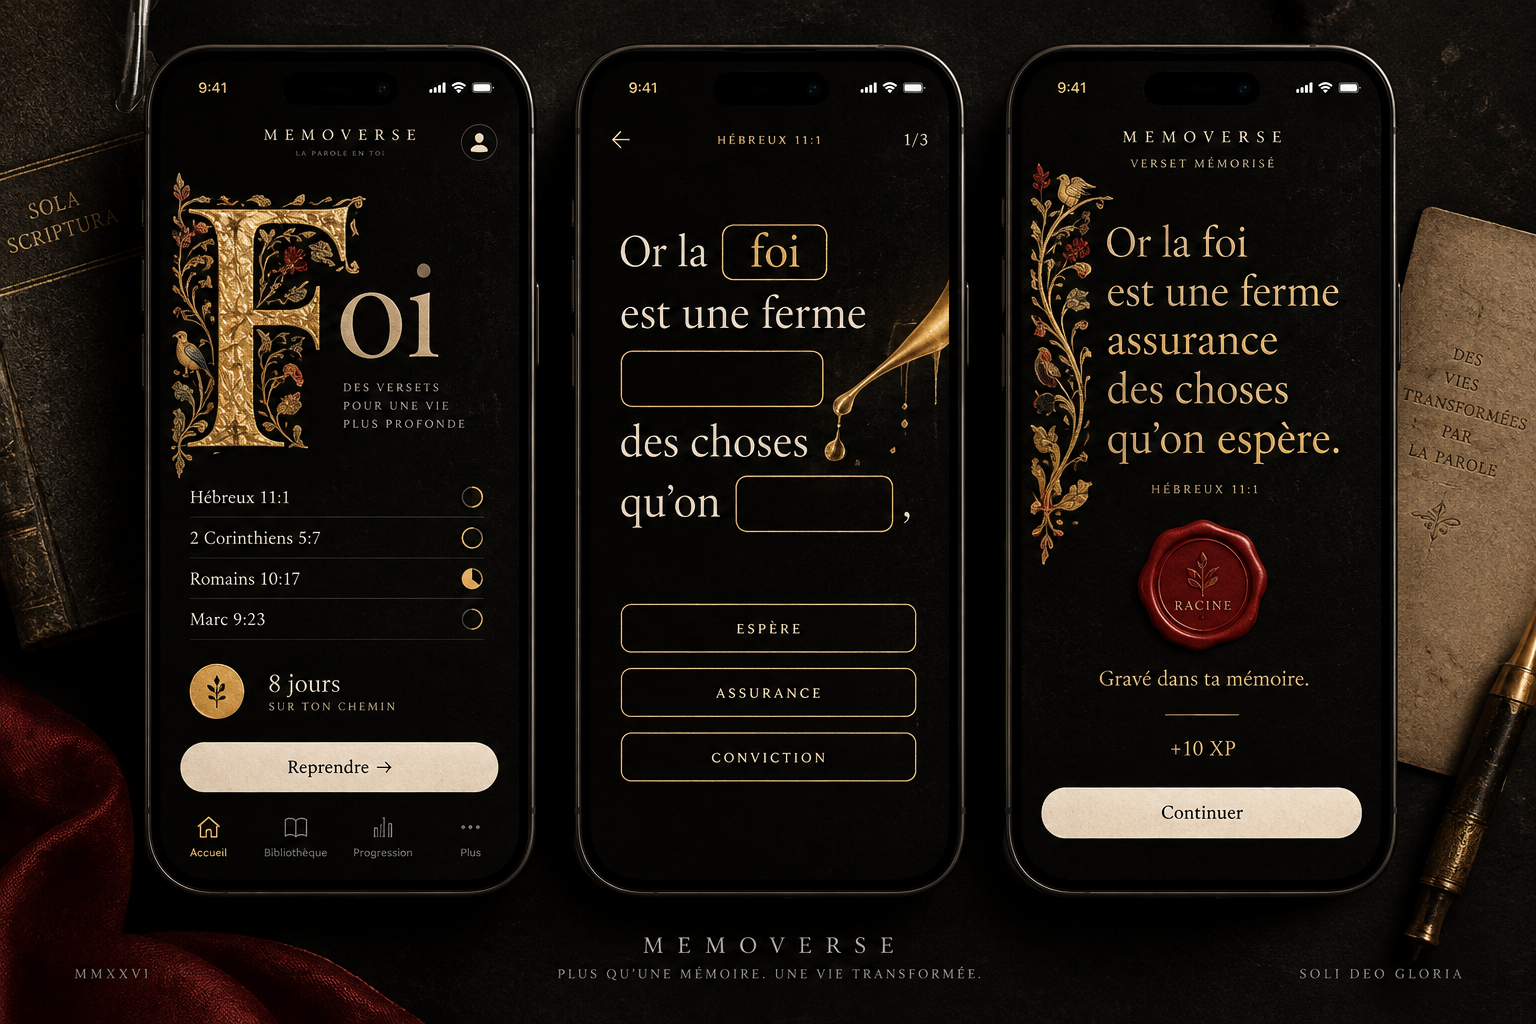 SOLA
SCRIPTURA
9:41
MEMOVERSE
LA PAROLE EN TOI
Foi
DES VERSETS
POUR UNE VIE
PLUS PROFONDE
Hébreux 11:1
2 Corinthiens 5:7
Romains 10:17
Marc 9:23
8 jours
SUR TON CHEMIN
Reprendre →
Accueil
Bibliothèque
Progression
Plus
9:41
HÉBREUX 11:1
1/3
Or la foi
est une ferme
des choses
qu’on ,
ESPÈRE
ASSURANCE
CONVICTION
9:41
MEMOVERSE
VERSET MÉMORISÉ
Or la foi
est une ferme
assurance
des choses
qu’on espère.
HÉBREUX 11:1
RACINE
Gravé dans ta mémoire.
+10 XP
Continuer
DES
VIES
TRANSFORMÉES
PAR
LA PAROLE
MEMOVERSE
MMXXVI
PLUS QU’UNE MÉMOIRE. UNE VIE TRANSFORMÉE.
SOLI DEO GLORIA